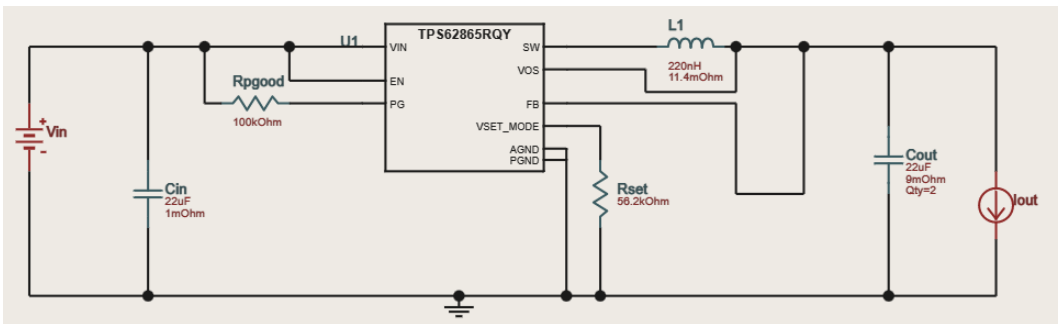 U1
TPS62865RQY
VIN
EN
PG
SW
VOS
FB
VSET_MODE
AGND
PGND
L1
220nH
11.4mOhm
Rpgood
100kOhm
+
Vin
-
Cin
22uF
1mOhm
Rset
56.2kOhm
Cout
22uF
9mOhm
Qty=2
Iout